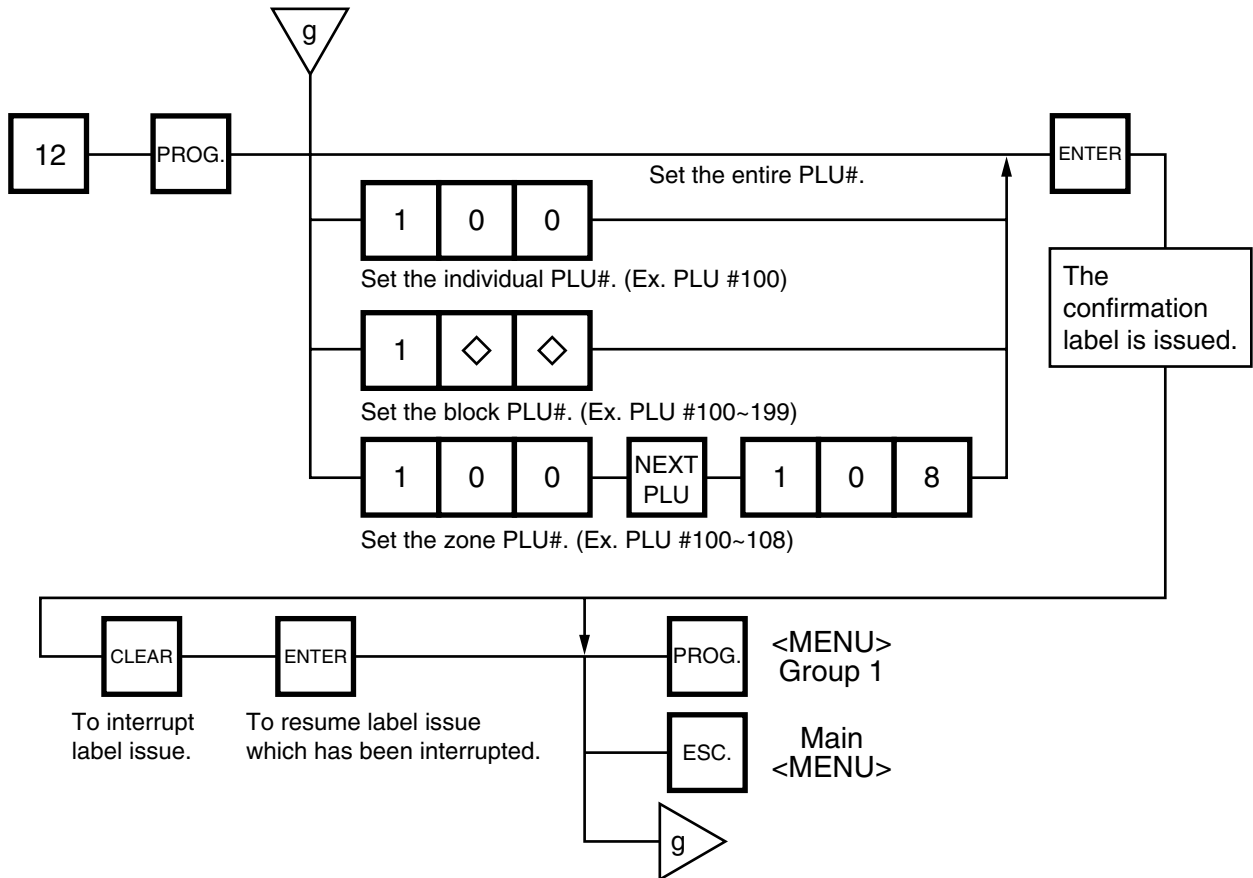 g
12 PROG. ENTER
Set the entire PLU#.
1 0 0
Set the individual PLU#. (Ex. PLU #100)
The
confirmation
label is issued.
1 ◇ ◇
Set the block PLU#. (Ex. PLU #100~199)
1 0 0 NEXT PLU 1 0 8
Set the zone PLU#. (Ex. PLU #100~108)
CLEAR ENTER PROG. <MENU>
Group 1
To interrupt
label issue.
To resume label issue
which has been interrupted.
ESC. Main
<MENU>
g